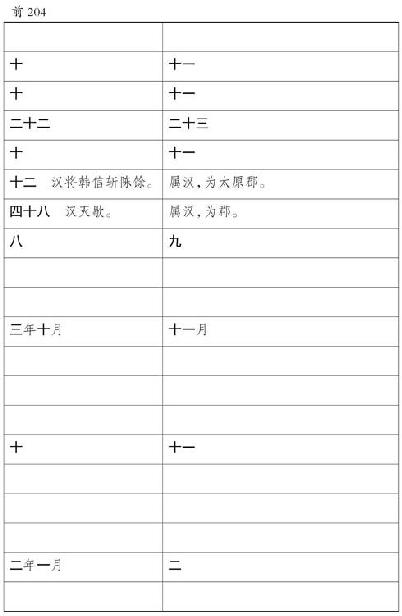 前 204
十 十一
十 十一
二十二 二十三
十 十一
十二 汉将韩信斩陈馀。 属汉，为太原郡。
四十八 汉灭歇。 属汉，为郡。
八 九
三年十月 十一月
十 十一
二年一月 二